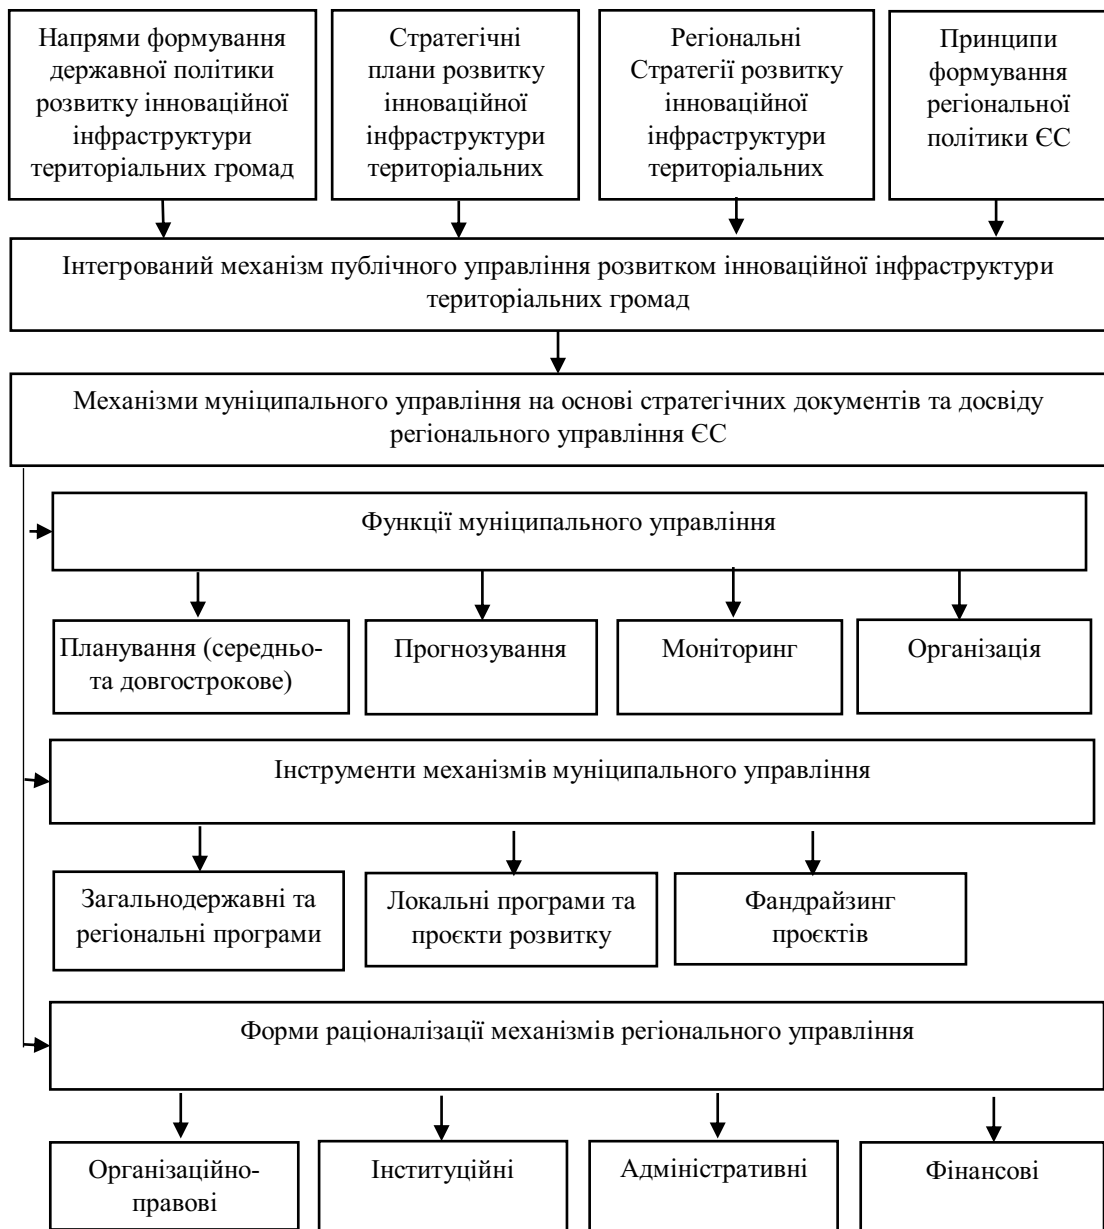 Напрями формування
державної політики
розвитку інноваційної
інфраструктури
територіальних громад
Стратегічні
плани розвитку
інноваційної
інфраструктури
територіальних
Регіональні
Стратегії розвитку
інноваційної
інфраструктури
територіальних
Принципи
формування
регіональної
політики ЄС
Інтегрований механізм публічного управління розвитком інноваційної інфраструктури
територіальних громад
Механізми муніципального управління на основі стратегічних документів та досвіду
регіонального управління ЄС
Функції муніципального управління
Планування (середньо-
та довгострокове)
Прогнозування
Моніторинг
Організація
Інструменти механізмів муніципального управління
Загальнодержавні та
регіональні програми
Локальні програми та
проєкти розвитку
Фандрайзинг
проєктів
Форми раціоналізації механізмів регіонального управління
Організаційно-
правові
Інституційні
Адміністративні
Фінансові